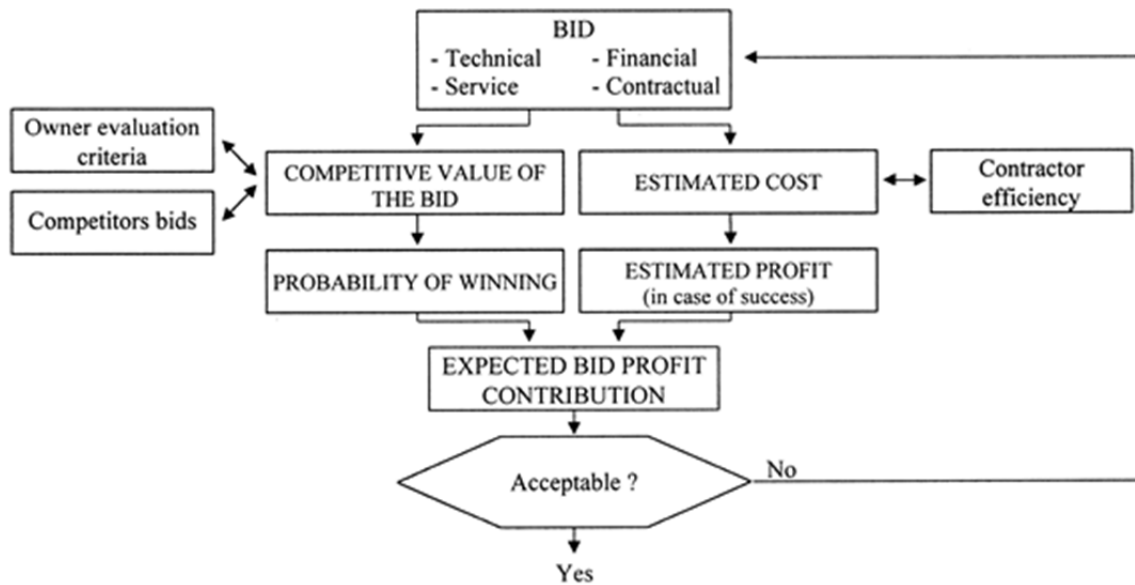 BID
- Technical - Financial
- Service - Contractual
Owner evaluation
criteria
COMPETITIVE VALUE OF
THE BID
ESTIMATED COST
Contractor
efficiency
Competitors bids
PROBABILITY OF WINNING
ESTIMATED PROFIT
(in case of success)
EXPECTED BID PROFIT
CONTRIBUTION
Acceptable ?
No
Yes